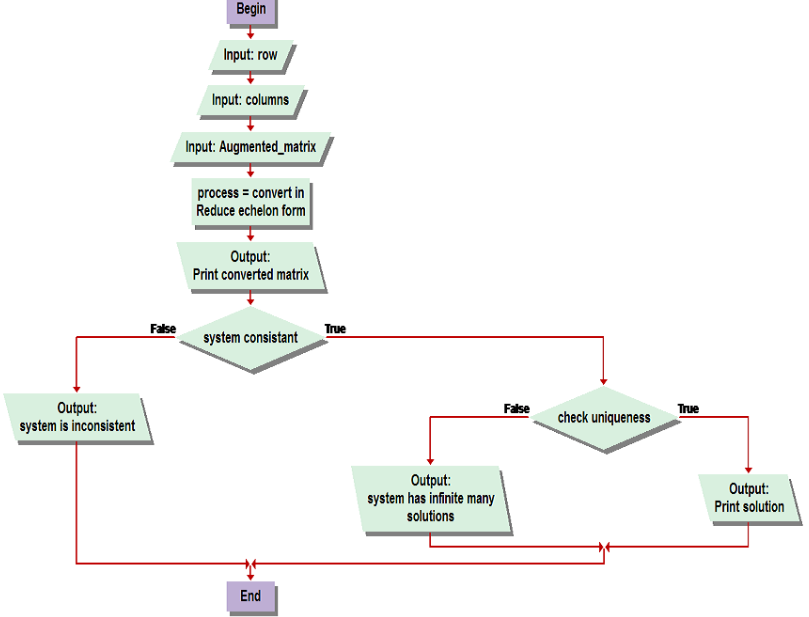 Begin
Input: row
Input: columns
Input: Augmented_matrix
process = convert in
Reduce echelon form
Output:
Print converted matrix
False
system consistant
True
Output:
system is inconsistent
False
check uniqueness
True
Output:
system has infinite many
solutions
Output:
Print solution
End